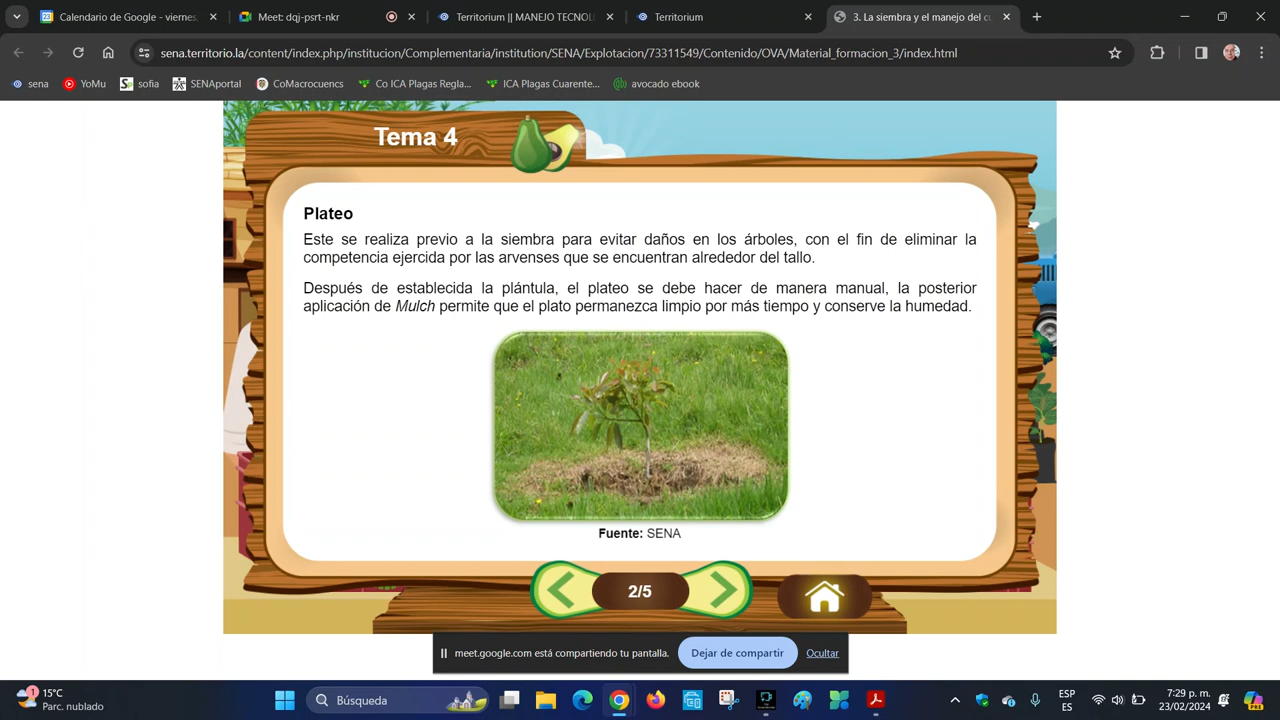 Calendario de Google - viernes,
Meet: dqj-psrt-nkr
Territorium || MANEJO TECNOL
Territorium
3. La siembra y el manejo del cu
sena.territorio.la/content/index.php/institucion/Complementaria/institution/SENA/Explotacion/73311549/Contenido/OVA/Material_formacion_3/index.html
sena
YoMu
sofia
SENAportal
CoMacrocuencs
Co ICA Plagas Regla...
ICA Plagas Cuarente...
avocado ebook
Tema 4
Plateo
Este se realiza previo a la siembra para evitar daños en los árboles, con el fin de eliminar la
competencia ejercida por las arvenses que se encuentran alrededor del tallo.
Después de establecida la plántula, el plateo se debe hacer de manera manual, la posterior
aplicación de Mulch permite que el plato permanezca limpio por más tiempo y conserve la humedad.
Fuente: SENA
2/5
meet.google.com está compartiendo tu pantalla.
Dejar de compartir
Ocultar
1
15°C
Parc. nublado
Búsqueda
ESP
ES
7:29 p. m.
23/02/2024